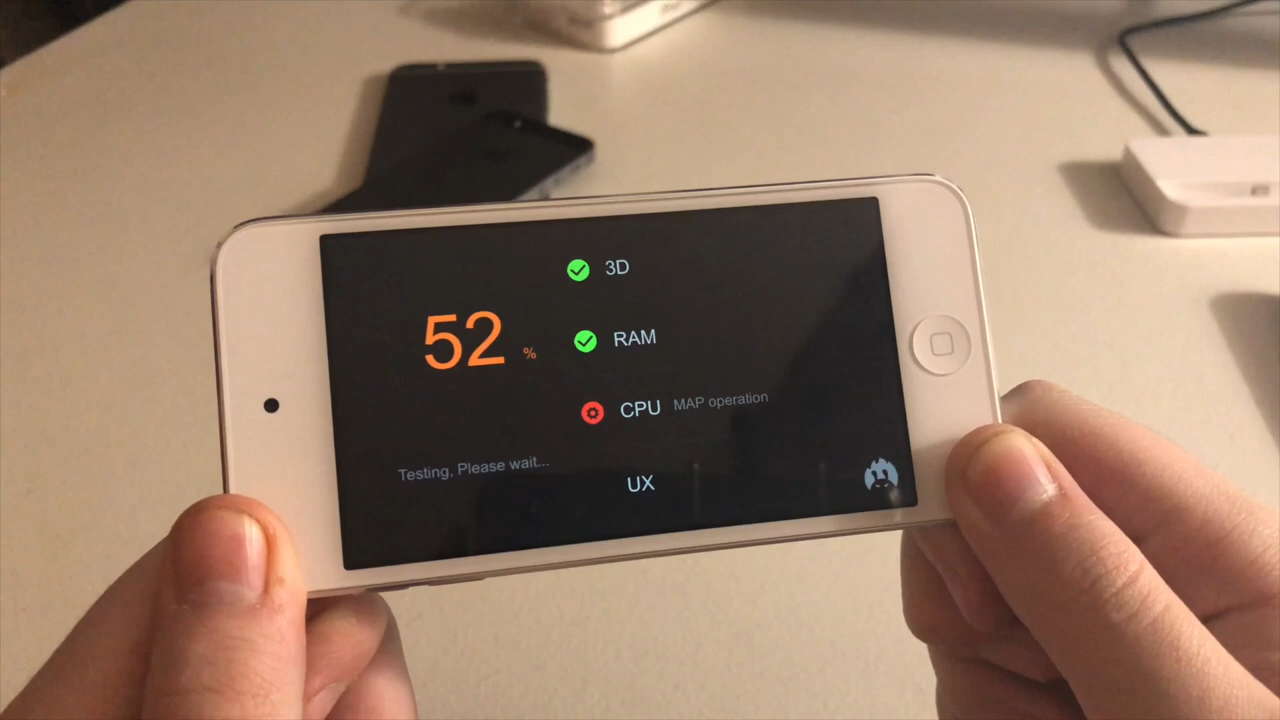 52 %
Testing, Please wait...
3D
RAM
CPU MAP operation
UX